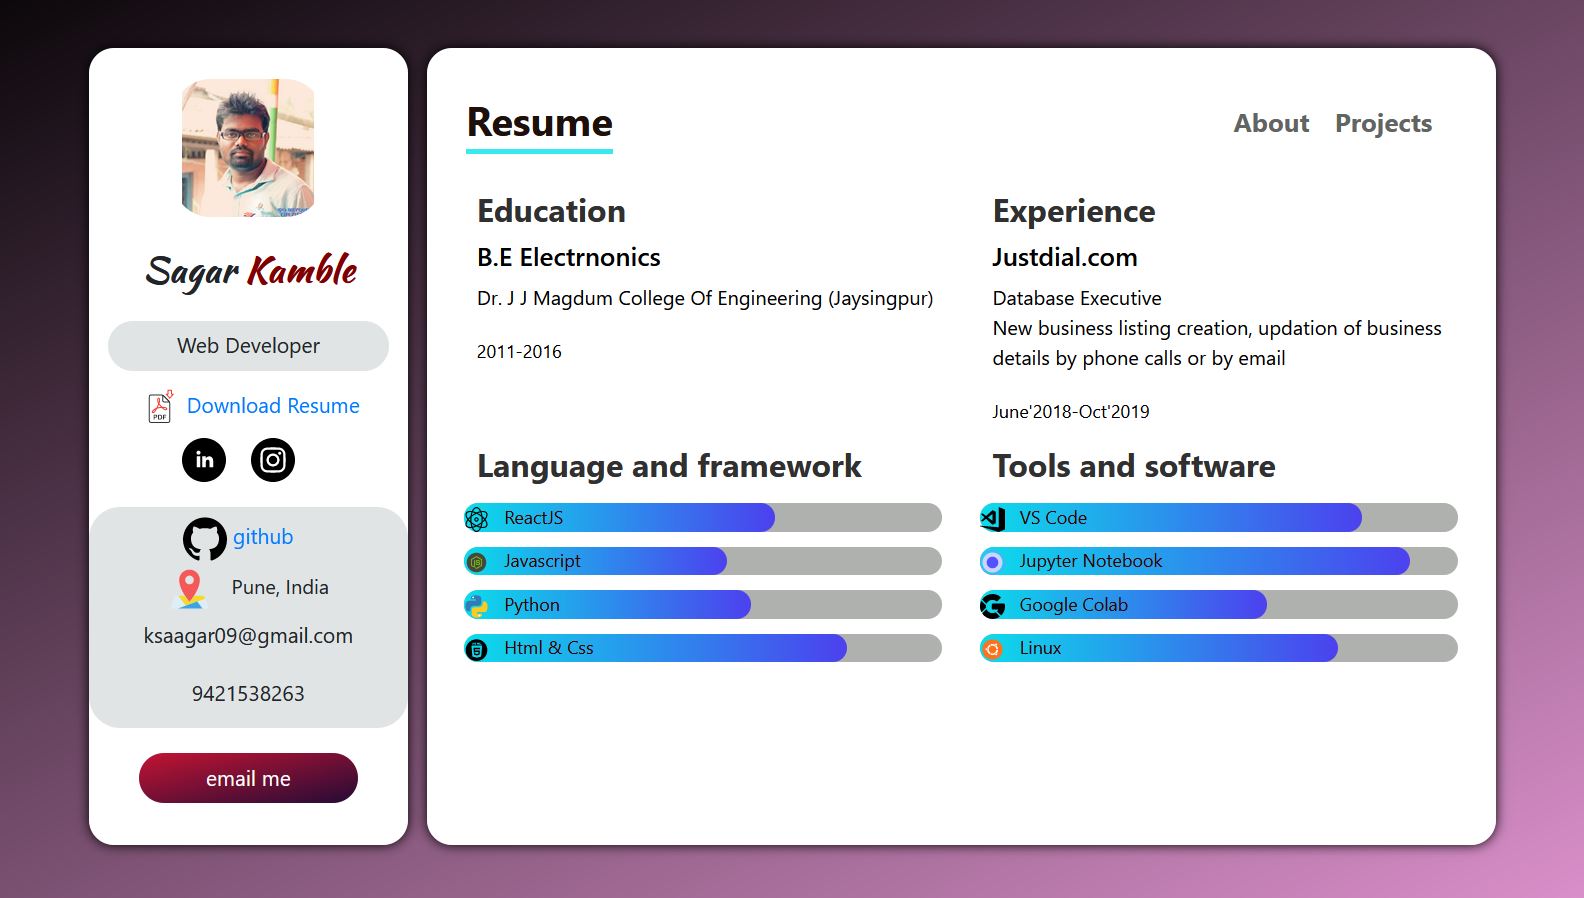 Sagar Kamble
Web Developer
PDF
Download Resume
in
github
Pune, India
ksaagar09@gmail.com
9421538263
email me
Resume
About
Projects
Education
B.E Electrnonics
Dr. J J Magdum College Of Engineering (Jaysingpur)
2011-2016
Experience
Justdial.com
Database Executive
New business listing creation, updation of business
details by phone calls or by email
June'2018-Oct'2019
Language and framework
ReactJS
Javascript
Python
Html & Css
Tools and software
VS Code
Jupyter Notebook
Google Colab
Linux